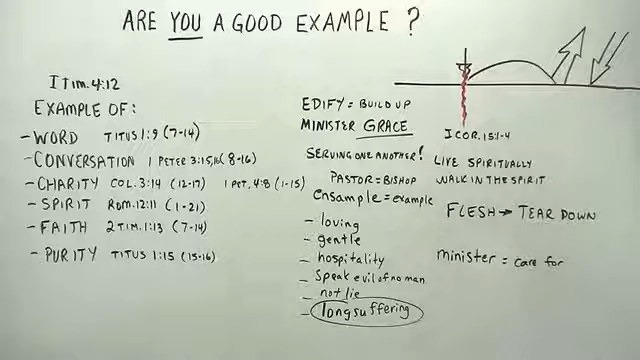 ARE YOU A GOOD EXAMPLE ?
I Tim. 4:12
EXAMPLE OF:
- WORD TITUS 1:9 (7-14)
- CONVERSATION 1 PETER 3:15,16 (8-16)
- CHARITY COL. 3:14 (12-17) 1 PET. 4:8 (1-15)
- SPIRIT ROM. 12:11 (1-21)
- FAITH 2 TIM. 1:13 (7-14)
- PURITY TITUS 1:15 (15-16)
EDIFY = BUILD UP
MINISTER GRACE
SERVING ONE ANOTHER!
PASTOR = BISHOP
Ensample = example
- loving
- gentle
- hospitality
- Speak evil of no man
- not lie
- longsuffering
I COR. 15:1-4
LIVE SPIRITUALLY
WALK IN THE SPIRIT
FLESH → TEAR DOWN
minister = care for